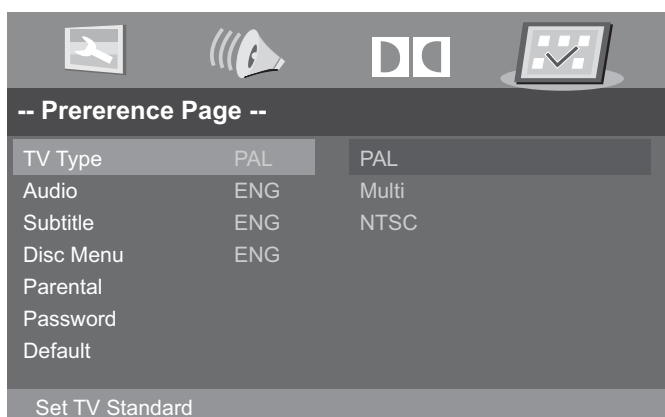 -- Prererence Page --
TV Type PAL PAL
Audio ENG Multi
Subtitle ENG NTSC
Disc Menu ENG
Parental
Password
Default
Set TV Standard